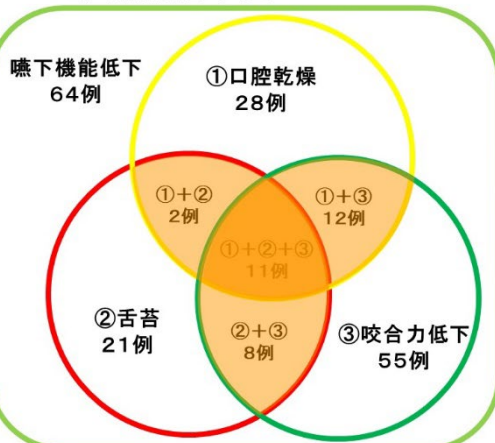 嚥下機能低下
64例
①口腔乾燥
28例
①+②
2例
①+③
12例
①+②+③
11例
②舌苔
21例
②+③
8例
③咬合力低下
55例